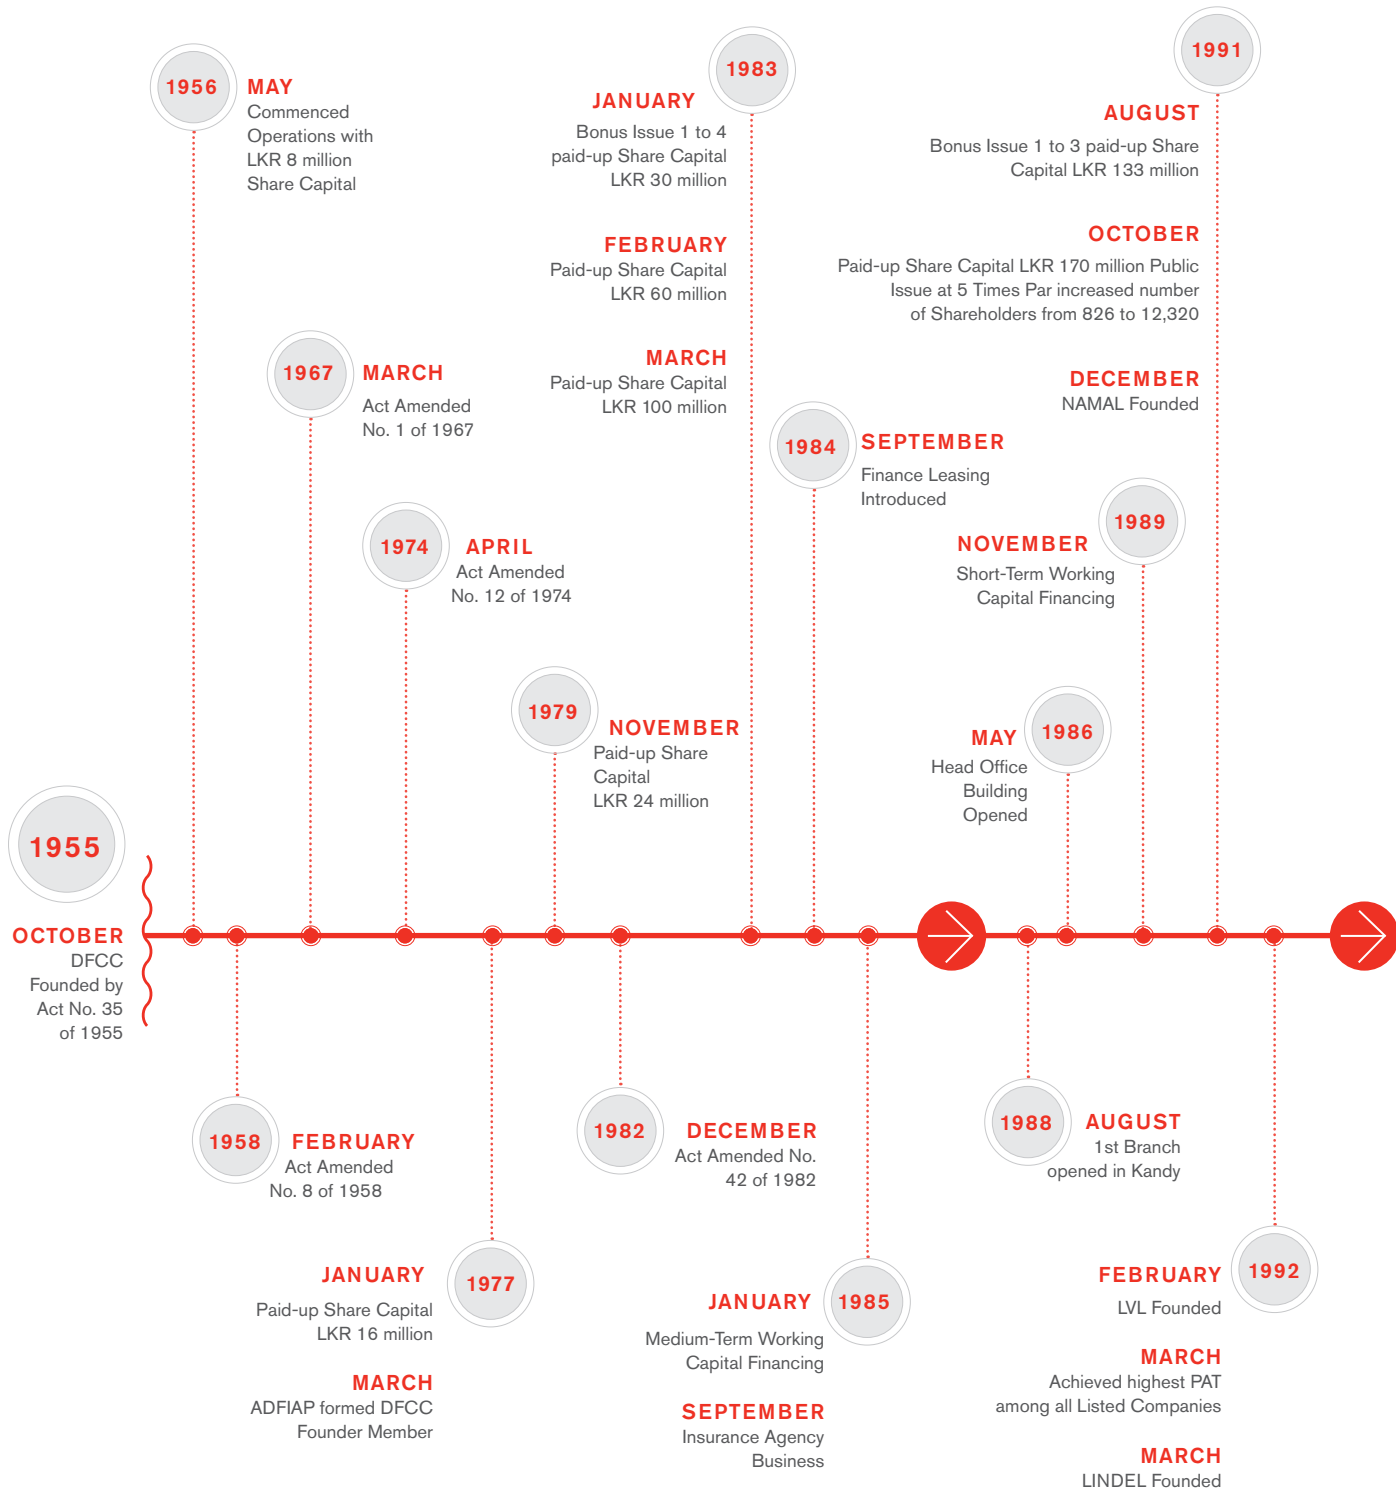 1955
OCTOBER
DFCC
Founded by
Act No. 35
of 1955
1956
MAY
Commenced
Operations with
LKR 8 million
Share Capital
1958
FEBRUARY
Act Amended
No. 8 of 1958
1967
MARCH
Act Amended
No. 1 of 1967
1974
APRIL
Act Amended
No. 12 of 1974
1977
JANUARY
Paid-up Share Capital
LKR 16 million
MARCH
ADFIAP formed DFCC
Founder Member
1979
NOVEMBER
Paid-up Share
Capital
LKR 24 million
1982
DECEMBER
Act Amended No.
42 of 1982
1983
JANUARY
Bonus Issue 1 to 4
paid-up Share Capital
LKR 30 million
FEBRUARY
Paid-up Share Capital
LKR 60 million
MARCH
Paid-up Share Capital
LKR 100 million
1984
SEPTEMBER
Finance Leasing
Introduced
1985
JANUARY
Medium-Term Working
Capital Financing
SEPTEMBER
Insurance Agency
Business
1986
MAY
Head Office
Building
Opened
1988
AUGUST
1st Branch
opened in Kandy
1989
NOVEMBER
Short-Term Working
Capital Financing
1991
AUGUST
Bonus Issue 1 to 3 paid-up Share
Capital LKR 133 million
OCTOBER
Paid-up Share Capital LKR 170 million Public
Issue at 5 Times Par increased number
of Shareholders from 826 to 12,320
DECEMBER
NAMAL Founded
1992
FEBRUARY
LVL Founded
MARCH
Achieved highest PAT
among all Listed Companies
MARCH
LINDEL Founded